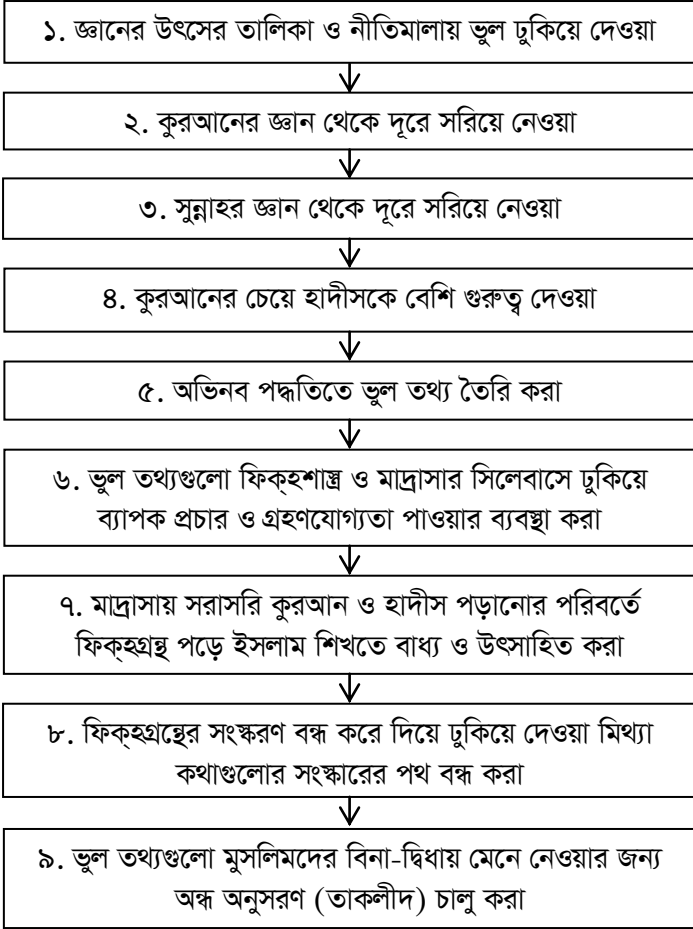 ১. জ্ঞানের উৎসের তালিকা ও নীতিমালায় ভুল ঢুকিয়ে দেওয়া
২. কুরআনের জ্ঞান থেকে দূরে সরিয়ে নেওয়া
৩. সুন্নাহর জ্ঞান থেকে দূরে সরিয়ে নেওয়া
৪. কুরআনের চেয়ে হাদীসকে বেশি গুরুত্ব দেওয়া
৫. অভিনব পদ্ধতিতে ভুল তথ্য তৈরি করা
৬. ভুল তথ্যগুলো ফিক্‌হশাস্ত্র ও মাদ্রাসার সিলেবাসে ঢুকিয়ে
ব্যাপক প্রচার ও গ্রহণযোগ্যতা পাওয়ার ব্যবস্থা করা
৭. মাদ্রাসায় সরাসরি কুরআন ও হাদীস পড়ানোর পরিবর্তে
ফিক্‌হগ্রন্থ পড়ে ইসলাম শিখতে বাধ্য ও উৎসাহিত করা
৮. ফিক্‌হগ্রন্থের সংস্করণ বন্ধ করে দিয়ে ঢুকিয়ে দেওয়া মিথ্যা
কথাগুলোর সংস্কারের পথ বন্ধ করা
৯. ভুল তথ্যগুলো মুসলিমদের বিনা-দ্বিধায় মেনে নেওয়ার জন্য
অন্ধ অনুসরণ (তাকলীদ) চালু করা